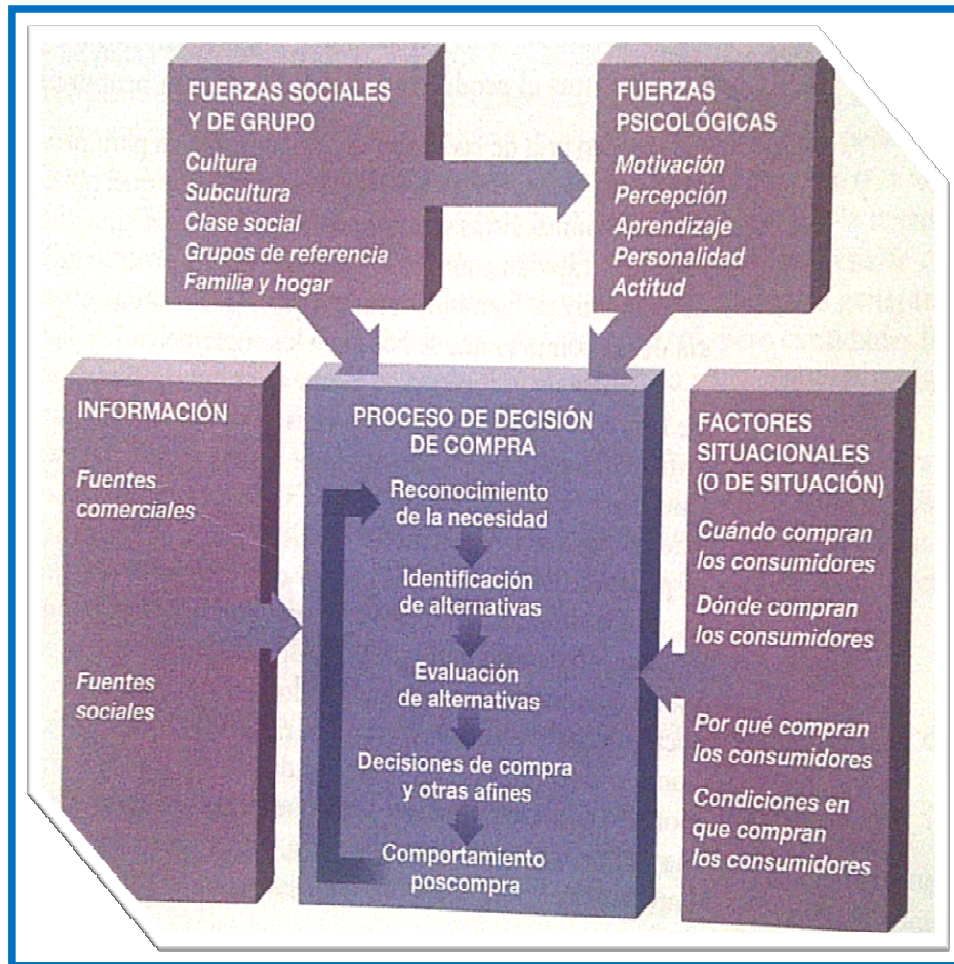 FUERZAS SOCIALES
Y DE GRUPO
Cultura
Subcultura
Clase social
Grupos de referencia
Familia y hogar
FUERZAS
PSICOLÓGICAS
Motivación
Percepción
Aprendizaje
Personalidad
Actitud
INFORMACIÓN
Fuentes
comerciales
Fuentes
sociales
PROCESO DE DECISIÓN
DE COMPRA
Reconocimiento
de la necesidad
Identificación
de alternativas
Evaluación
de alternativas
Decisiones de compra
y otras afines
Comportamiento
poscompra
FACTORES
SITUACIONALES
(O DE SITUACIÓN)
Cuándo compran
los consumidores
Dónde compran
los consumidores
Por qué compran
los consumidores
Condiciones en
que compran
los consumidores